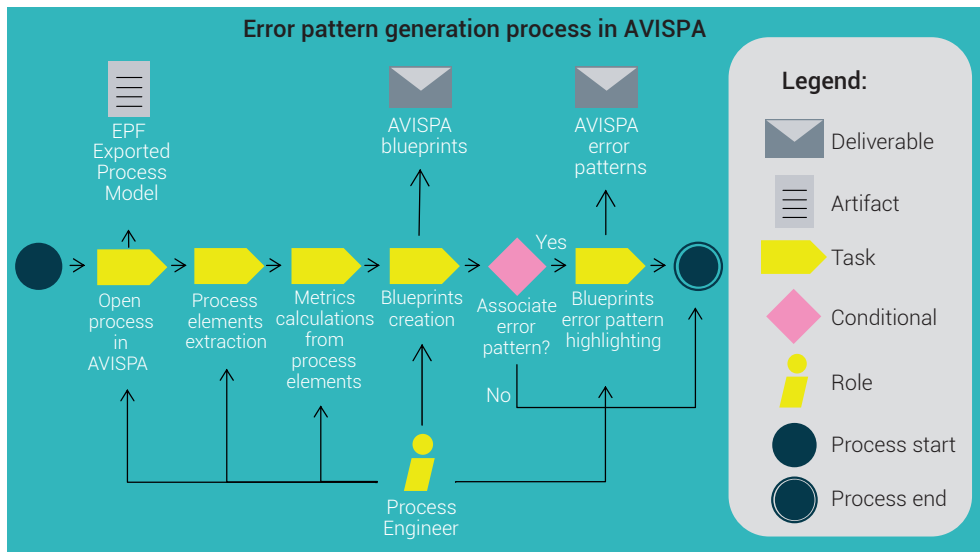 Error pattern generation process in AVISPA
EPF
Exported
Process
Model
AVISPA
blueprints
AVISPA
error
patterns
Yes
Open
process
in
AVISPA
Process
elements
extraction
Metrics
calculations
from
process
elements
Blueprints
creation
Associate
error
pattern?
Blueprints
error pattern
highlighting
No
Process
Engineer
Legend:
Deliverable
Artifact
Task
Conditional
Role
Process start
Process end